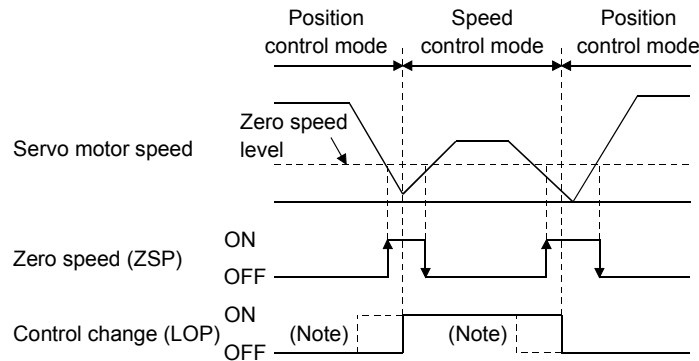 Position control mode
Speed control mode
Position control mode
Zero speed level
Servo motor speed
ON
Zero speed (ZSP)
OFF
ON
Control change (LOP)
(Note)
(Note)
OFF